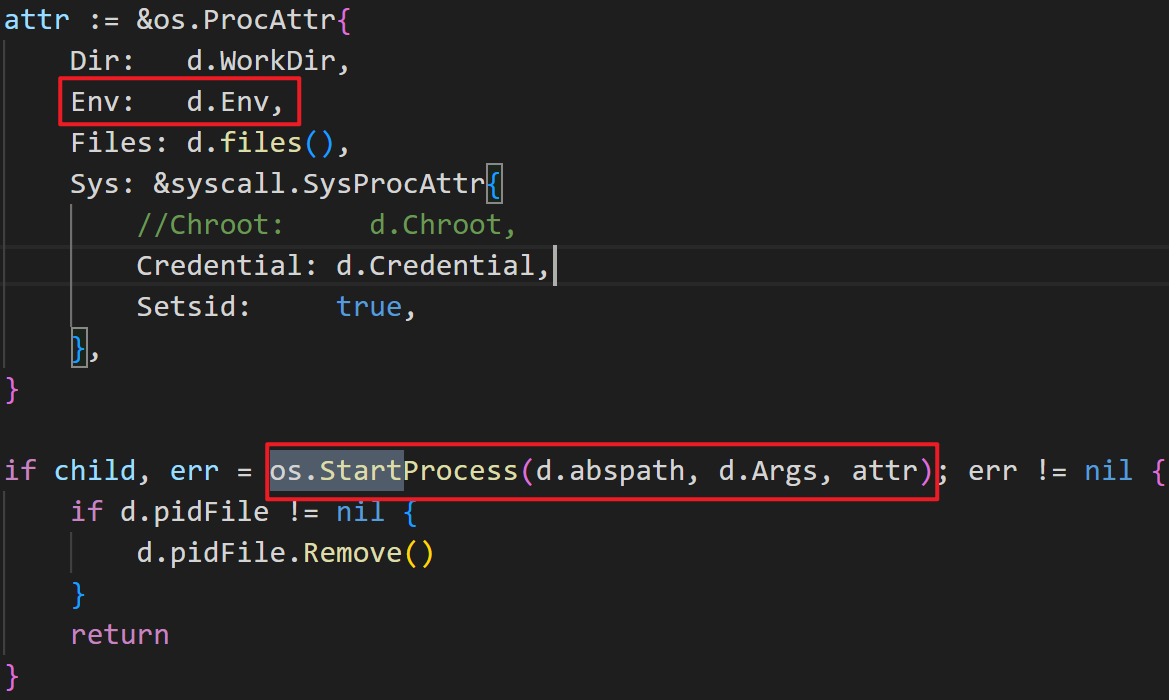 attr := &os.ProcAttr{
    Dir:   d.WorkDir,
    Env:   d.Env,
    Files: d.files(),
    Sys: &syscall.SysProcAttr{
        //Chroot:     d.Chroot,
        Credential: d.Credential,
        Setsid:     true,
    },
}

if child, err = os.StartProcess(d.abspath, d.Args, attr); err != nil {
    if d.pidFile != nil {
        d.pidFile.Remove()
    }
    return
}